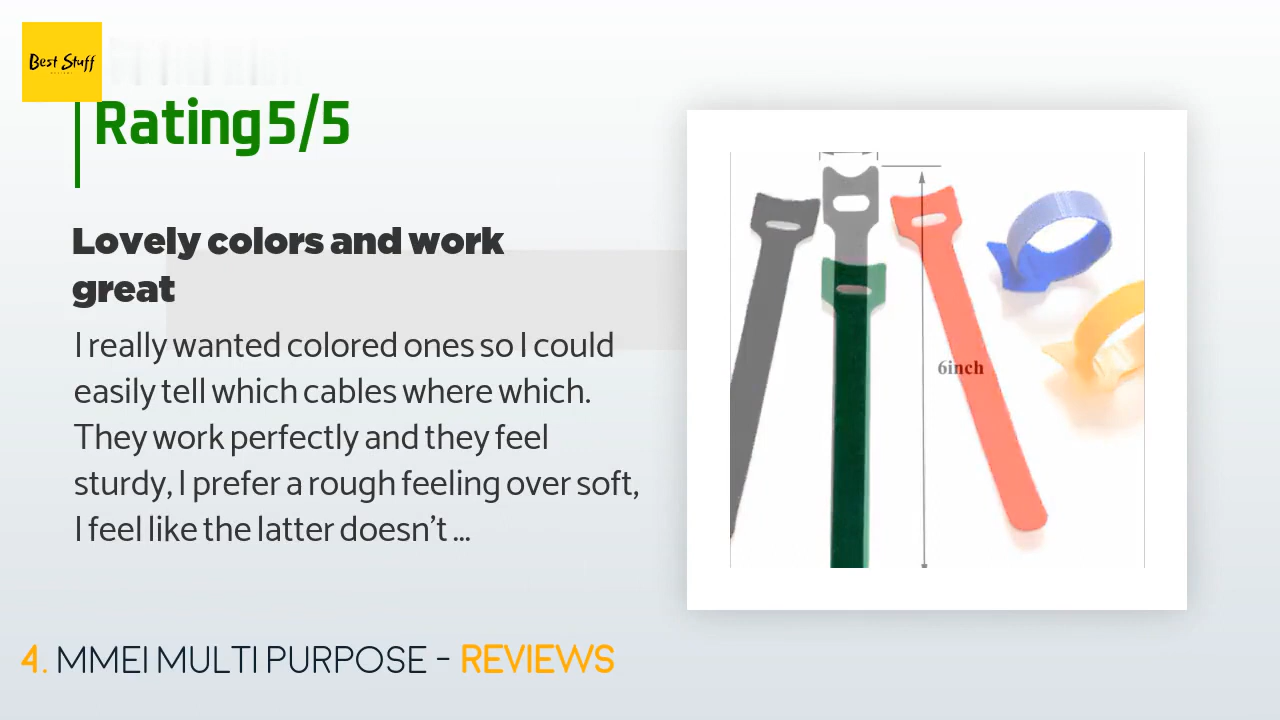 Best Stuff
Rating 5/5
Lovely colors and work
great
I really wanted colored ones so I could
easily tell which cables where which.
They work perfectly and they feel
sturdy, I prefer a rough feeling over soft,
I feel like the latter doesn't ...
6inch
4. MMEI MULTI PURPOSE - REVIEWS